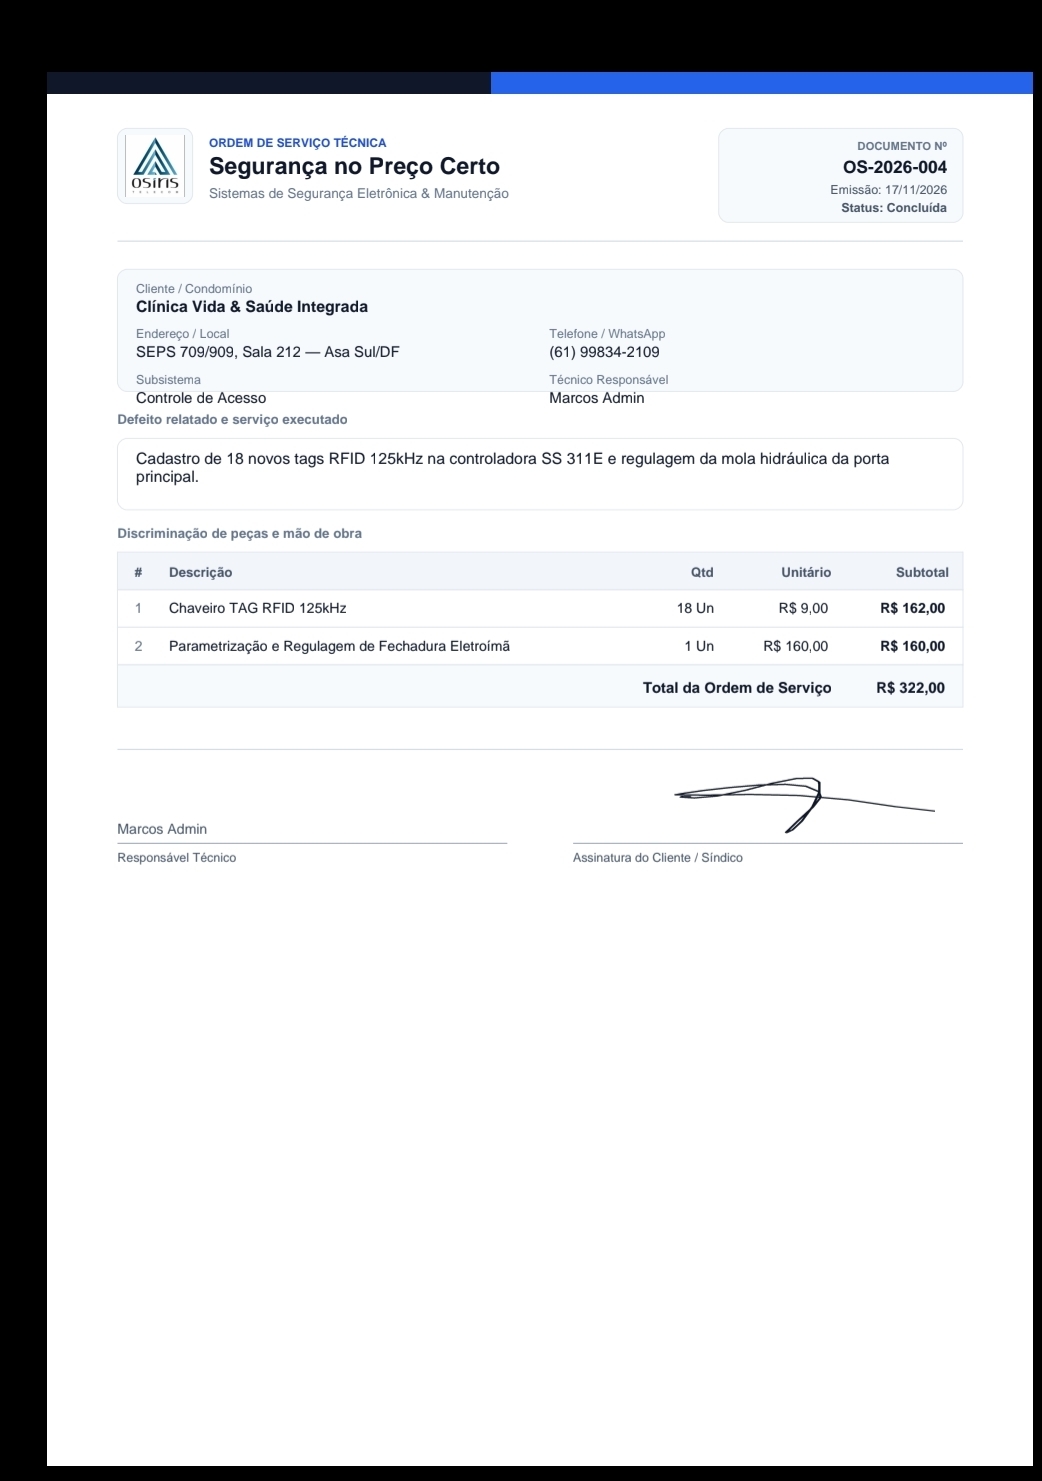 osiris
TELECOM
ORDEM DE SERVIÇO TÉCNICA
Segurança no Preço Certo
Sistemas de Segurança Eletrônica & Manutenção
DOCUMENTO Nº
OS-2026-004
Emissão: 17/11/2026
Status: Concluída
Cliente / Condomínio
Clínica Vida & Saúde Integrada
Endereço / Local
SEPS 709/909, Sala 212 — Asa Sul/DF
Telefone / WhatsApp
(61) 99834-2109
Subsistema
Controle de Acesso
Técnico Responsável
Marcos Admin
Defeito relatado e serviço executado
Cadastro de 18 novos tags RFID 125kHz na controladora SS 311E e regulagem da mola hidráulica da porta
principal.
Discriminação de peças e mão de obra
# Descrição Qtd Unitário Subtotal
1 Chaveiro TAG RFID 125kHz 18 Un R$ 9,00 R$ 162,00
2 Parametrização e Regulagem de Fechadura Eletroímã 1 Un R$ 160,00 R$ 160,00
Total da Ordem de Serviço R$ 322,00
Marcos Admin
Responsável Técnico
Assinatura do Cliente / Síndico